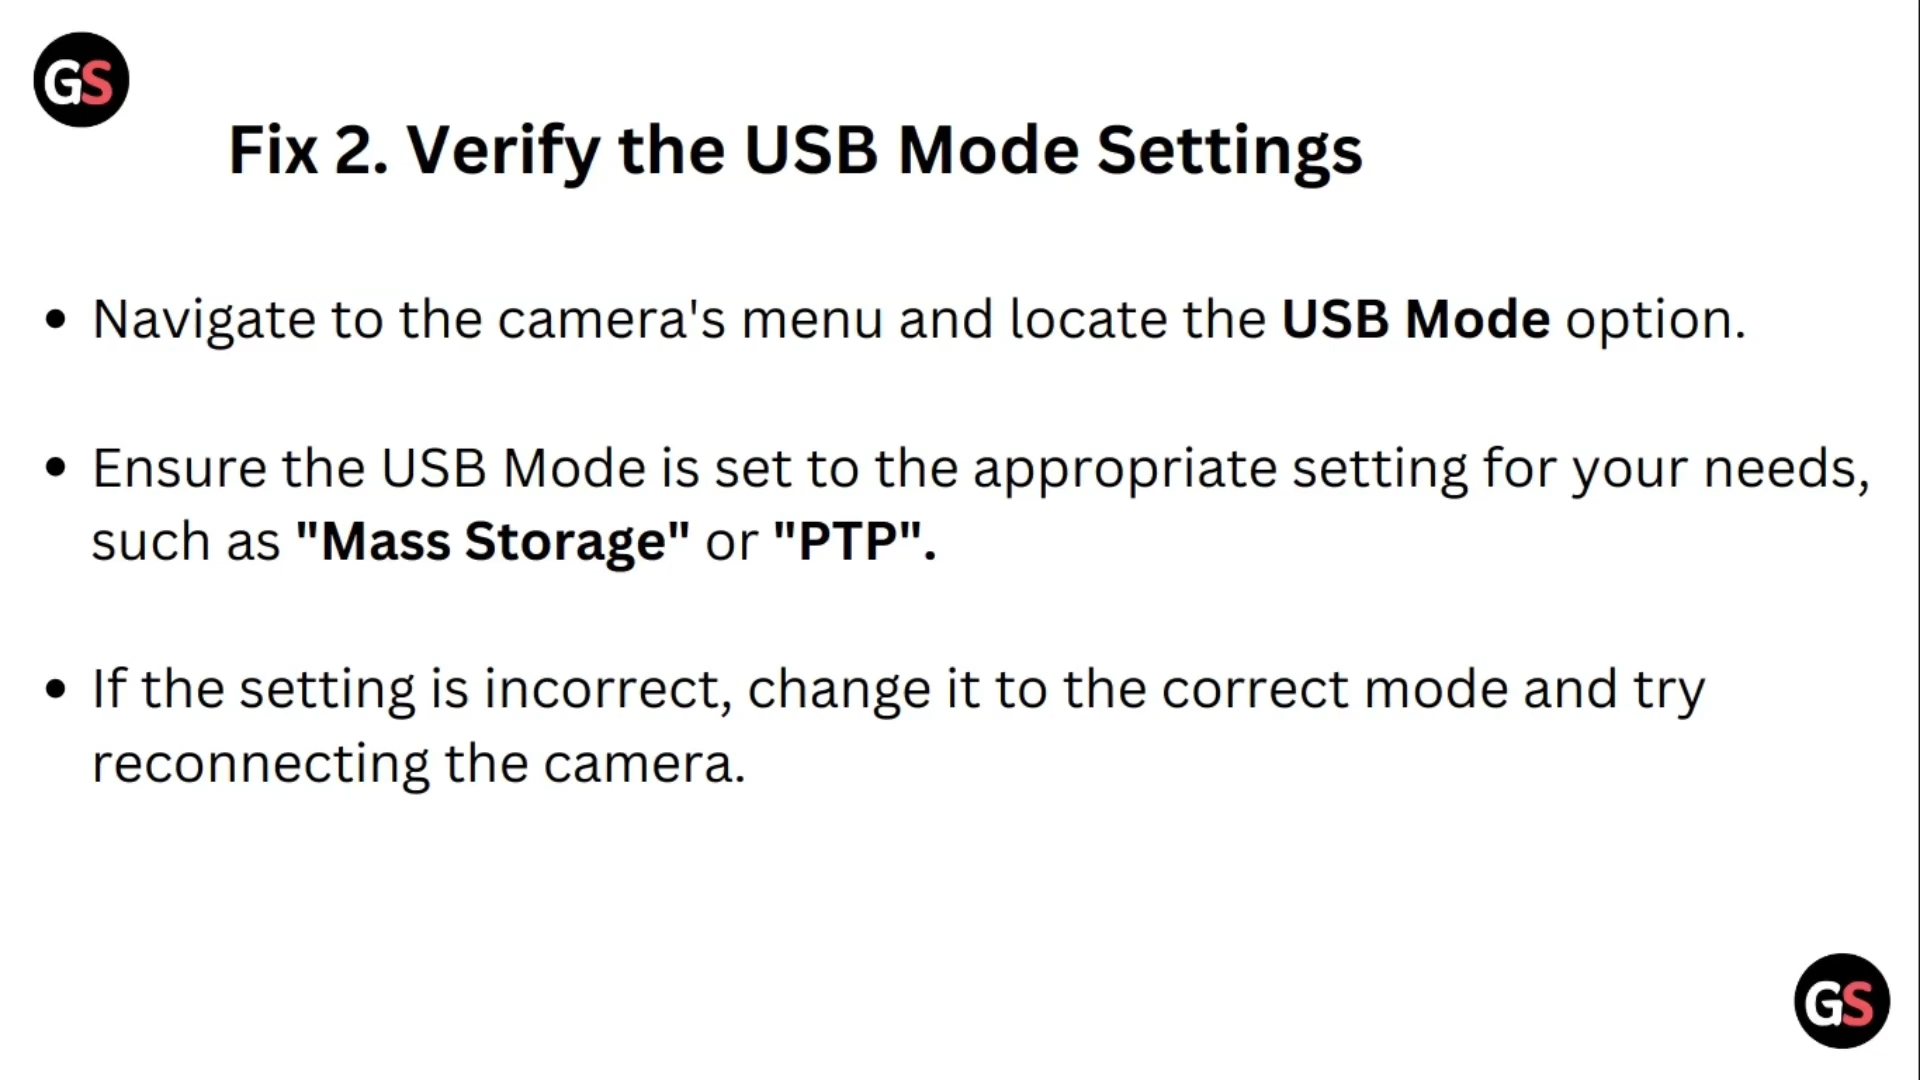 GS
Fix 2. Verify the USB Mode Settings
• Navigate to the camera's menu and locate the USB Mode option.
• Ensure the USB Mode is set to the appropriate setting for your needs,
such as "Mass Storage" or "PTP".
• If the setting is incorrect, change it to the correct mode and try
reconnecting the camera.
GS